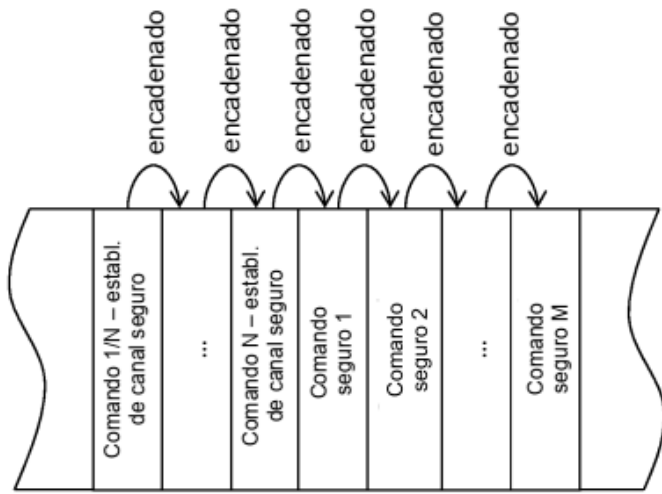 Comando 1/N – establ.
de canal seguro
...
Comando N – establ.
de canal seguro
Comando
seguro 1
Comando
seguro 2
...
Comando
seguro M
encadenado
encadenado
encadenado
encadenado
encadenado
encadenado